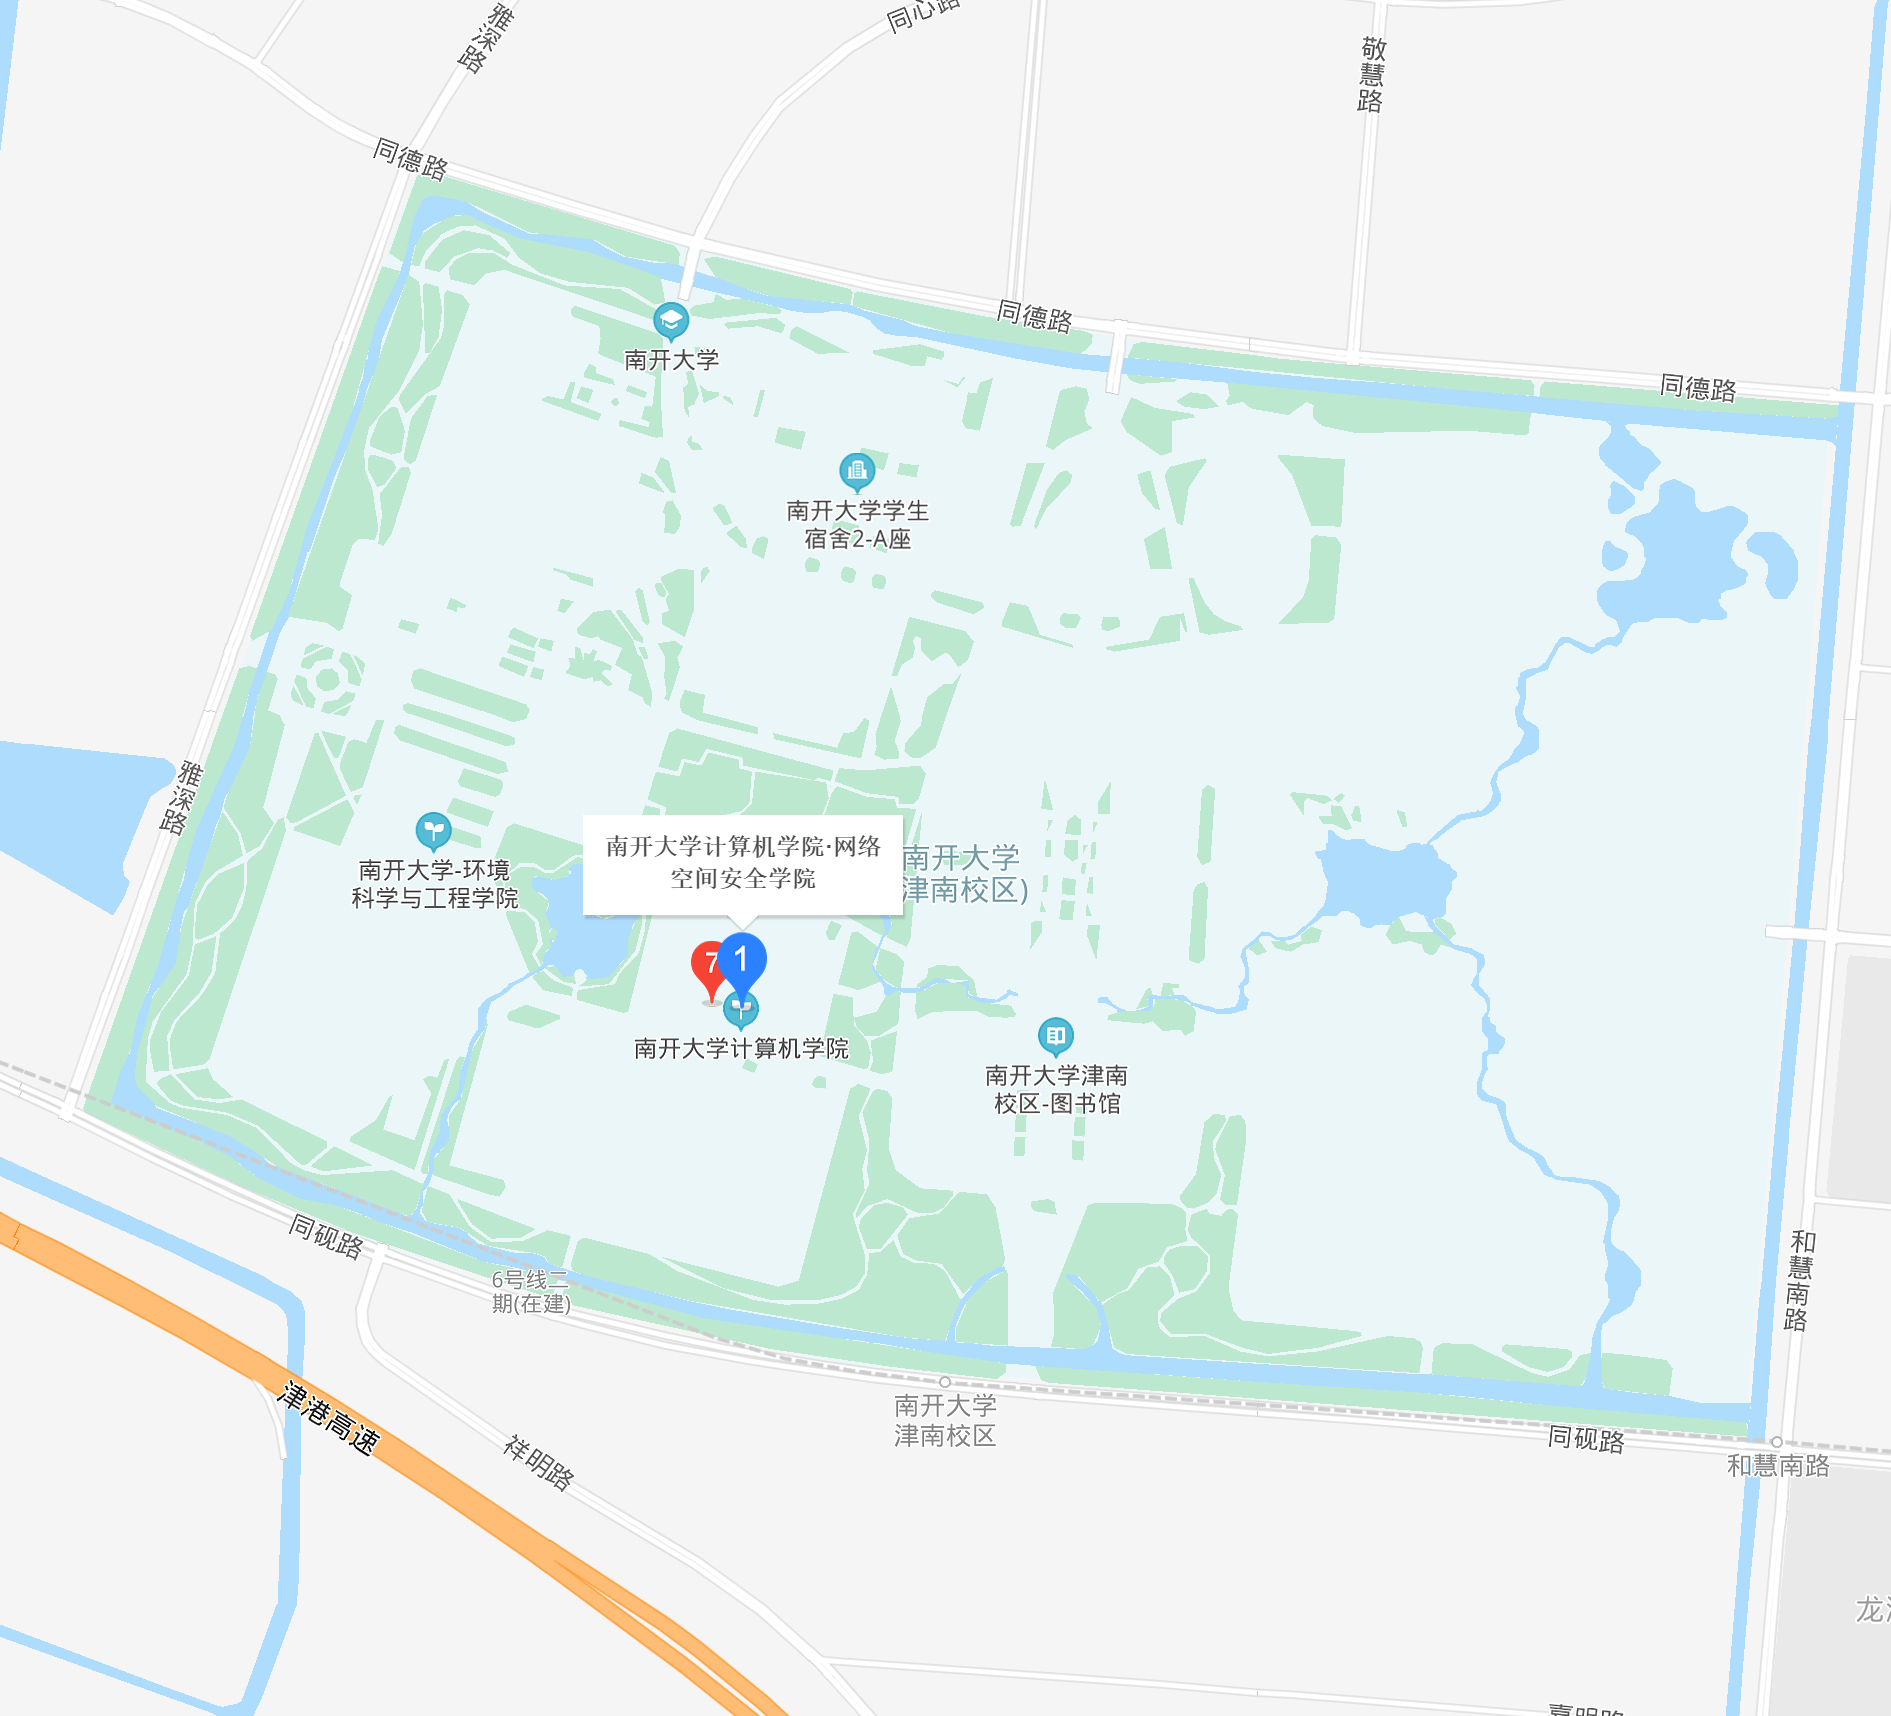 雅深路
同心路
敬慧路
同德路
同德路
同德路
南开大学
南开大学学生
宿舍2-A座
雅深路
南开大学-环境
科学与工程学院
南开大学计算机学院·网络
空间安全学院
南开大学
津南校区)
7
1
南开大学计算机学院
南开大学津南
校区-图书馆
同砚路
6号线二
期(在建)
和慧南路
津港高速
祥明路
南开大学
津南校区
同砚路
和慧南路